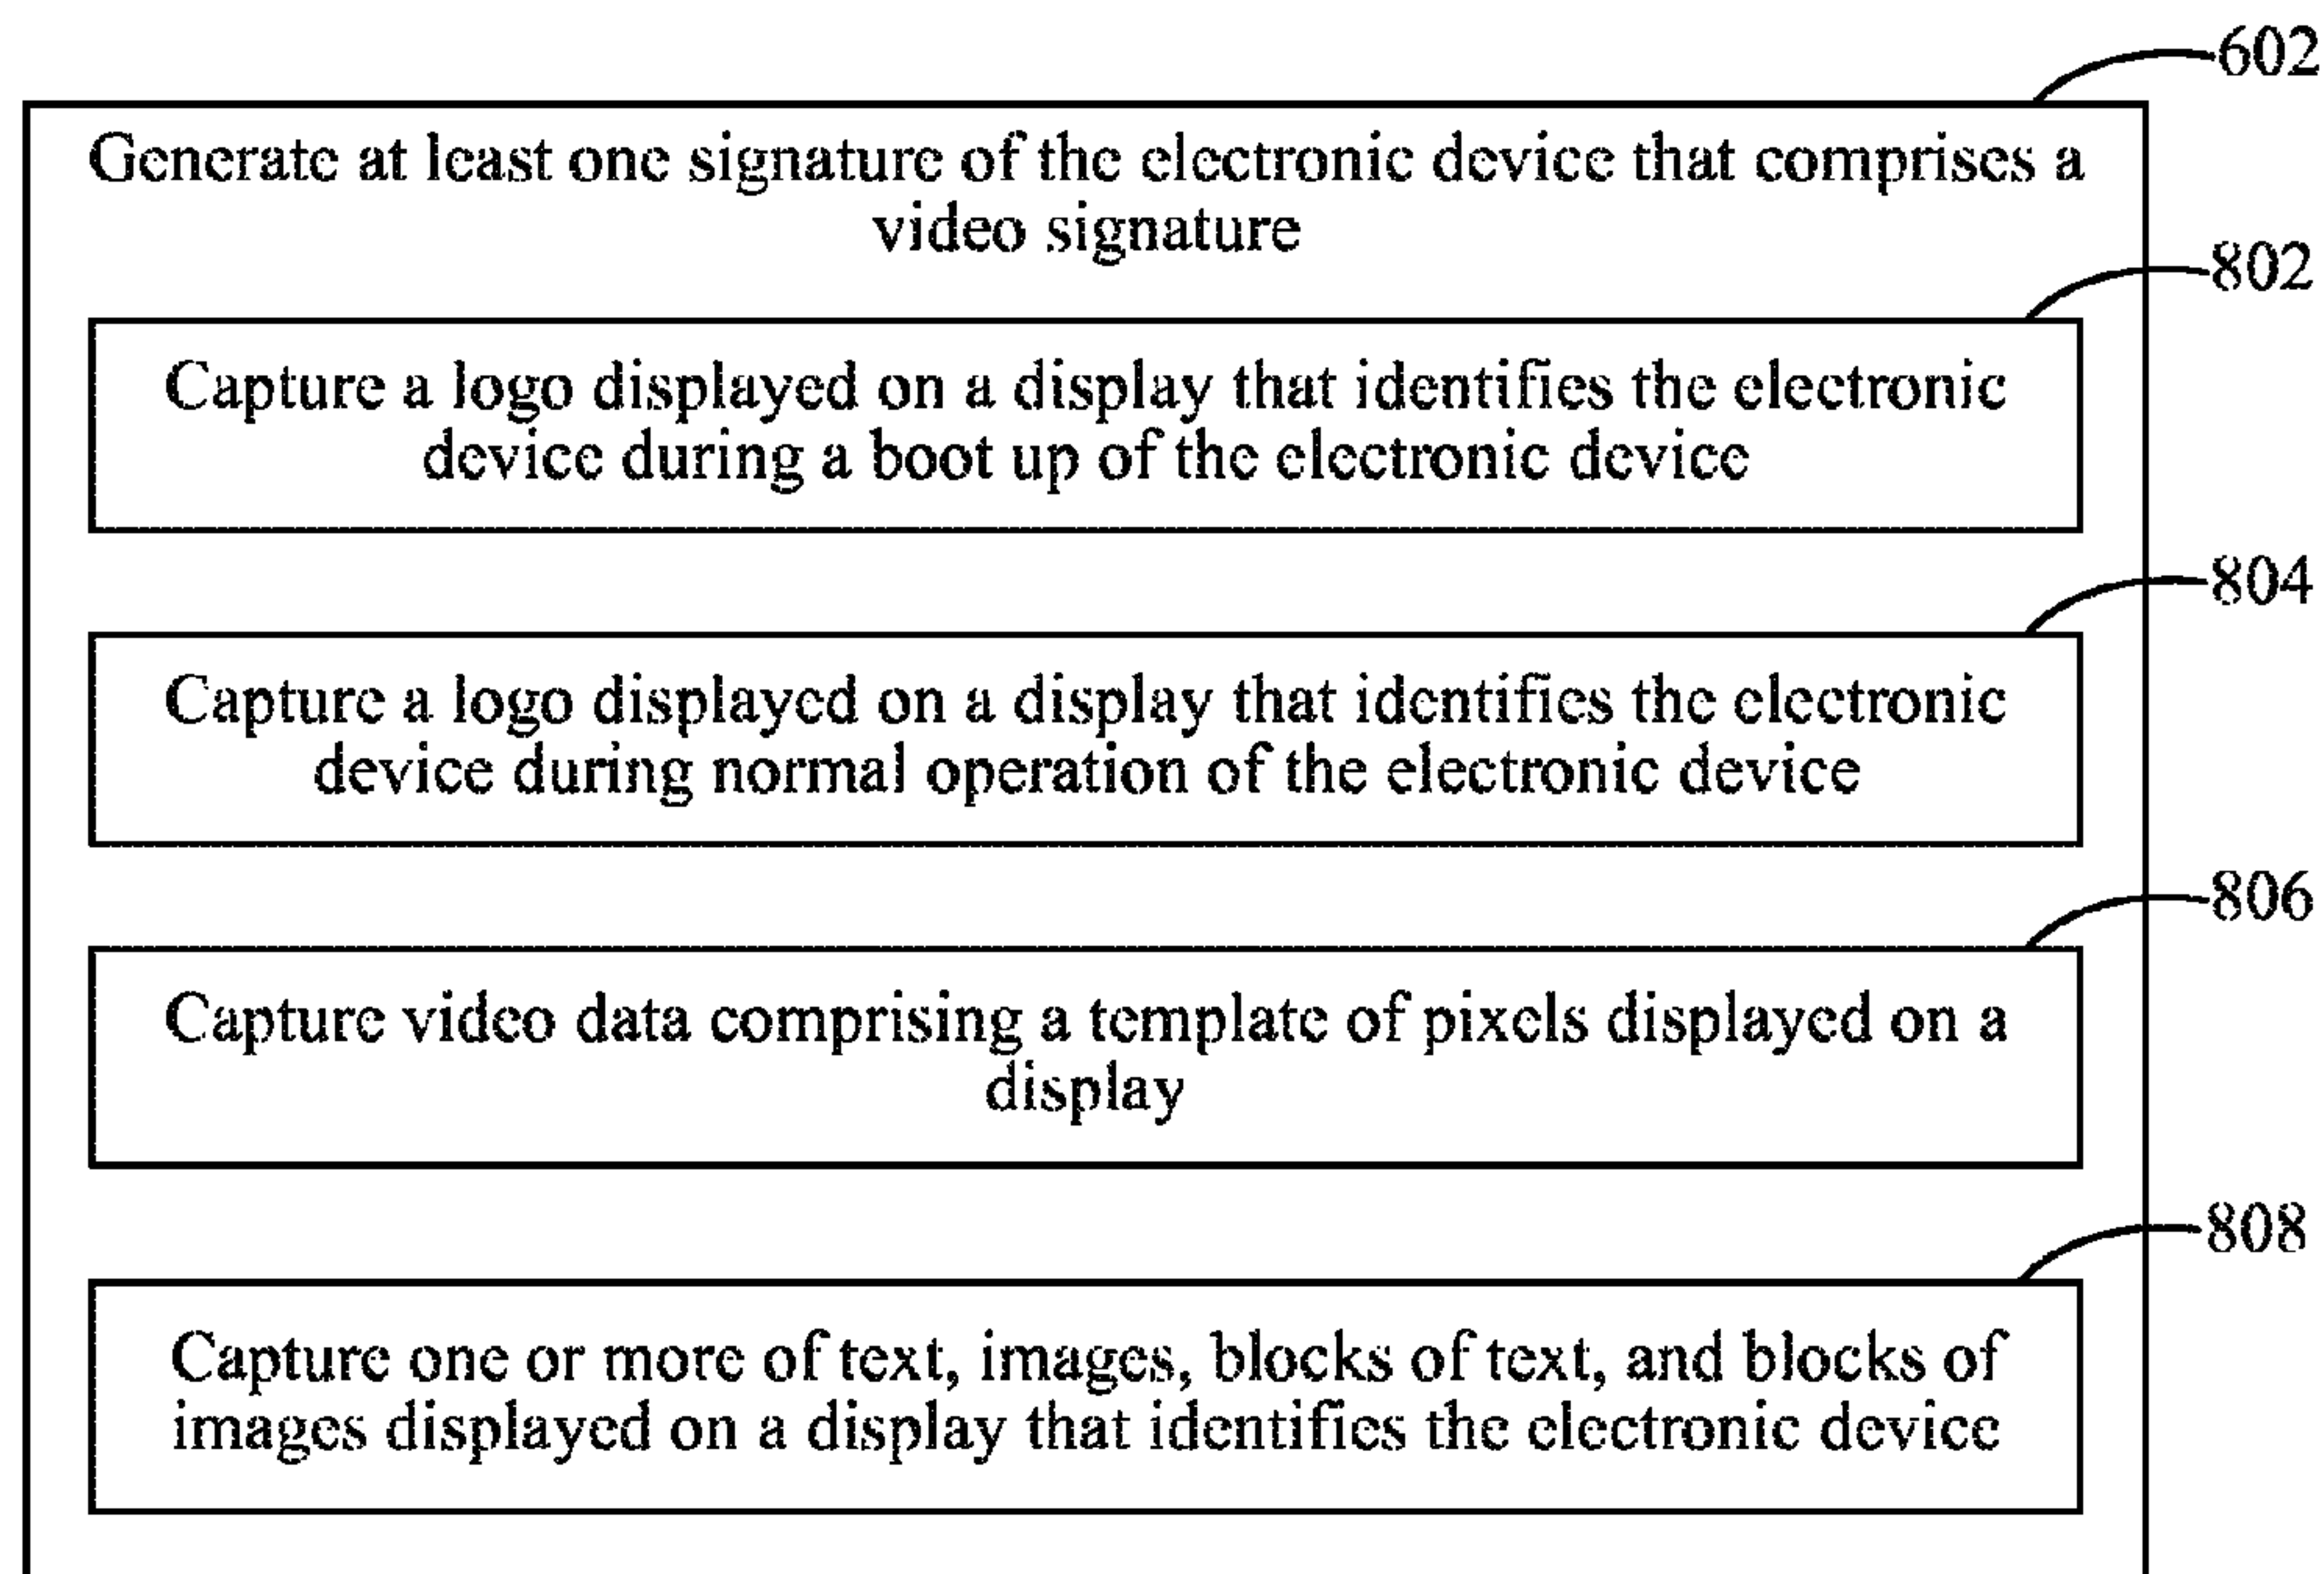 602
Generate at least one signature of the electronic device that comprises a
video signature
802
Capture a logo displayed on a display that identifies the electronic
device during a boot up of the electronic device
804
Capture a logo displayed on a display that identifies the electronic
device during normal operation of the electronic device
806
Capture video data comprising a template of pixels displayed on a
display
808
Capture one or more of text, images, blocks of text, and blocks of
images displayed on a display that identifies the electronic device